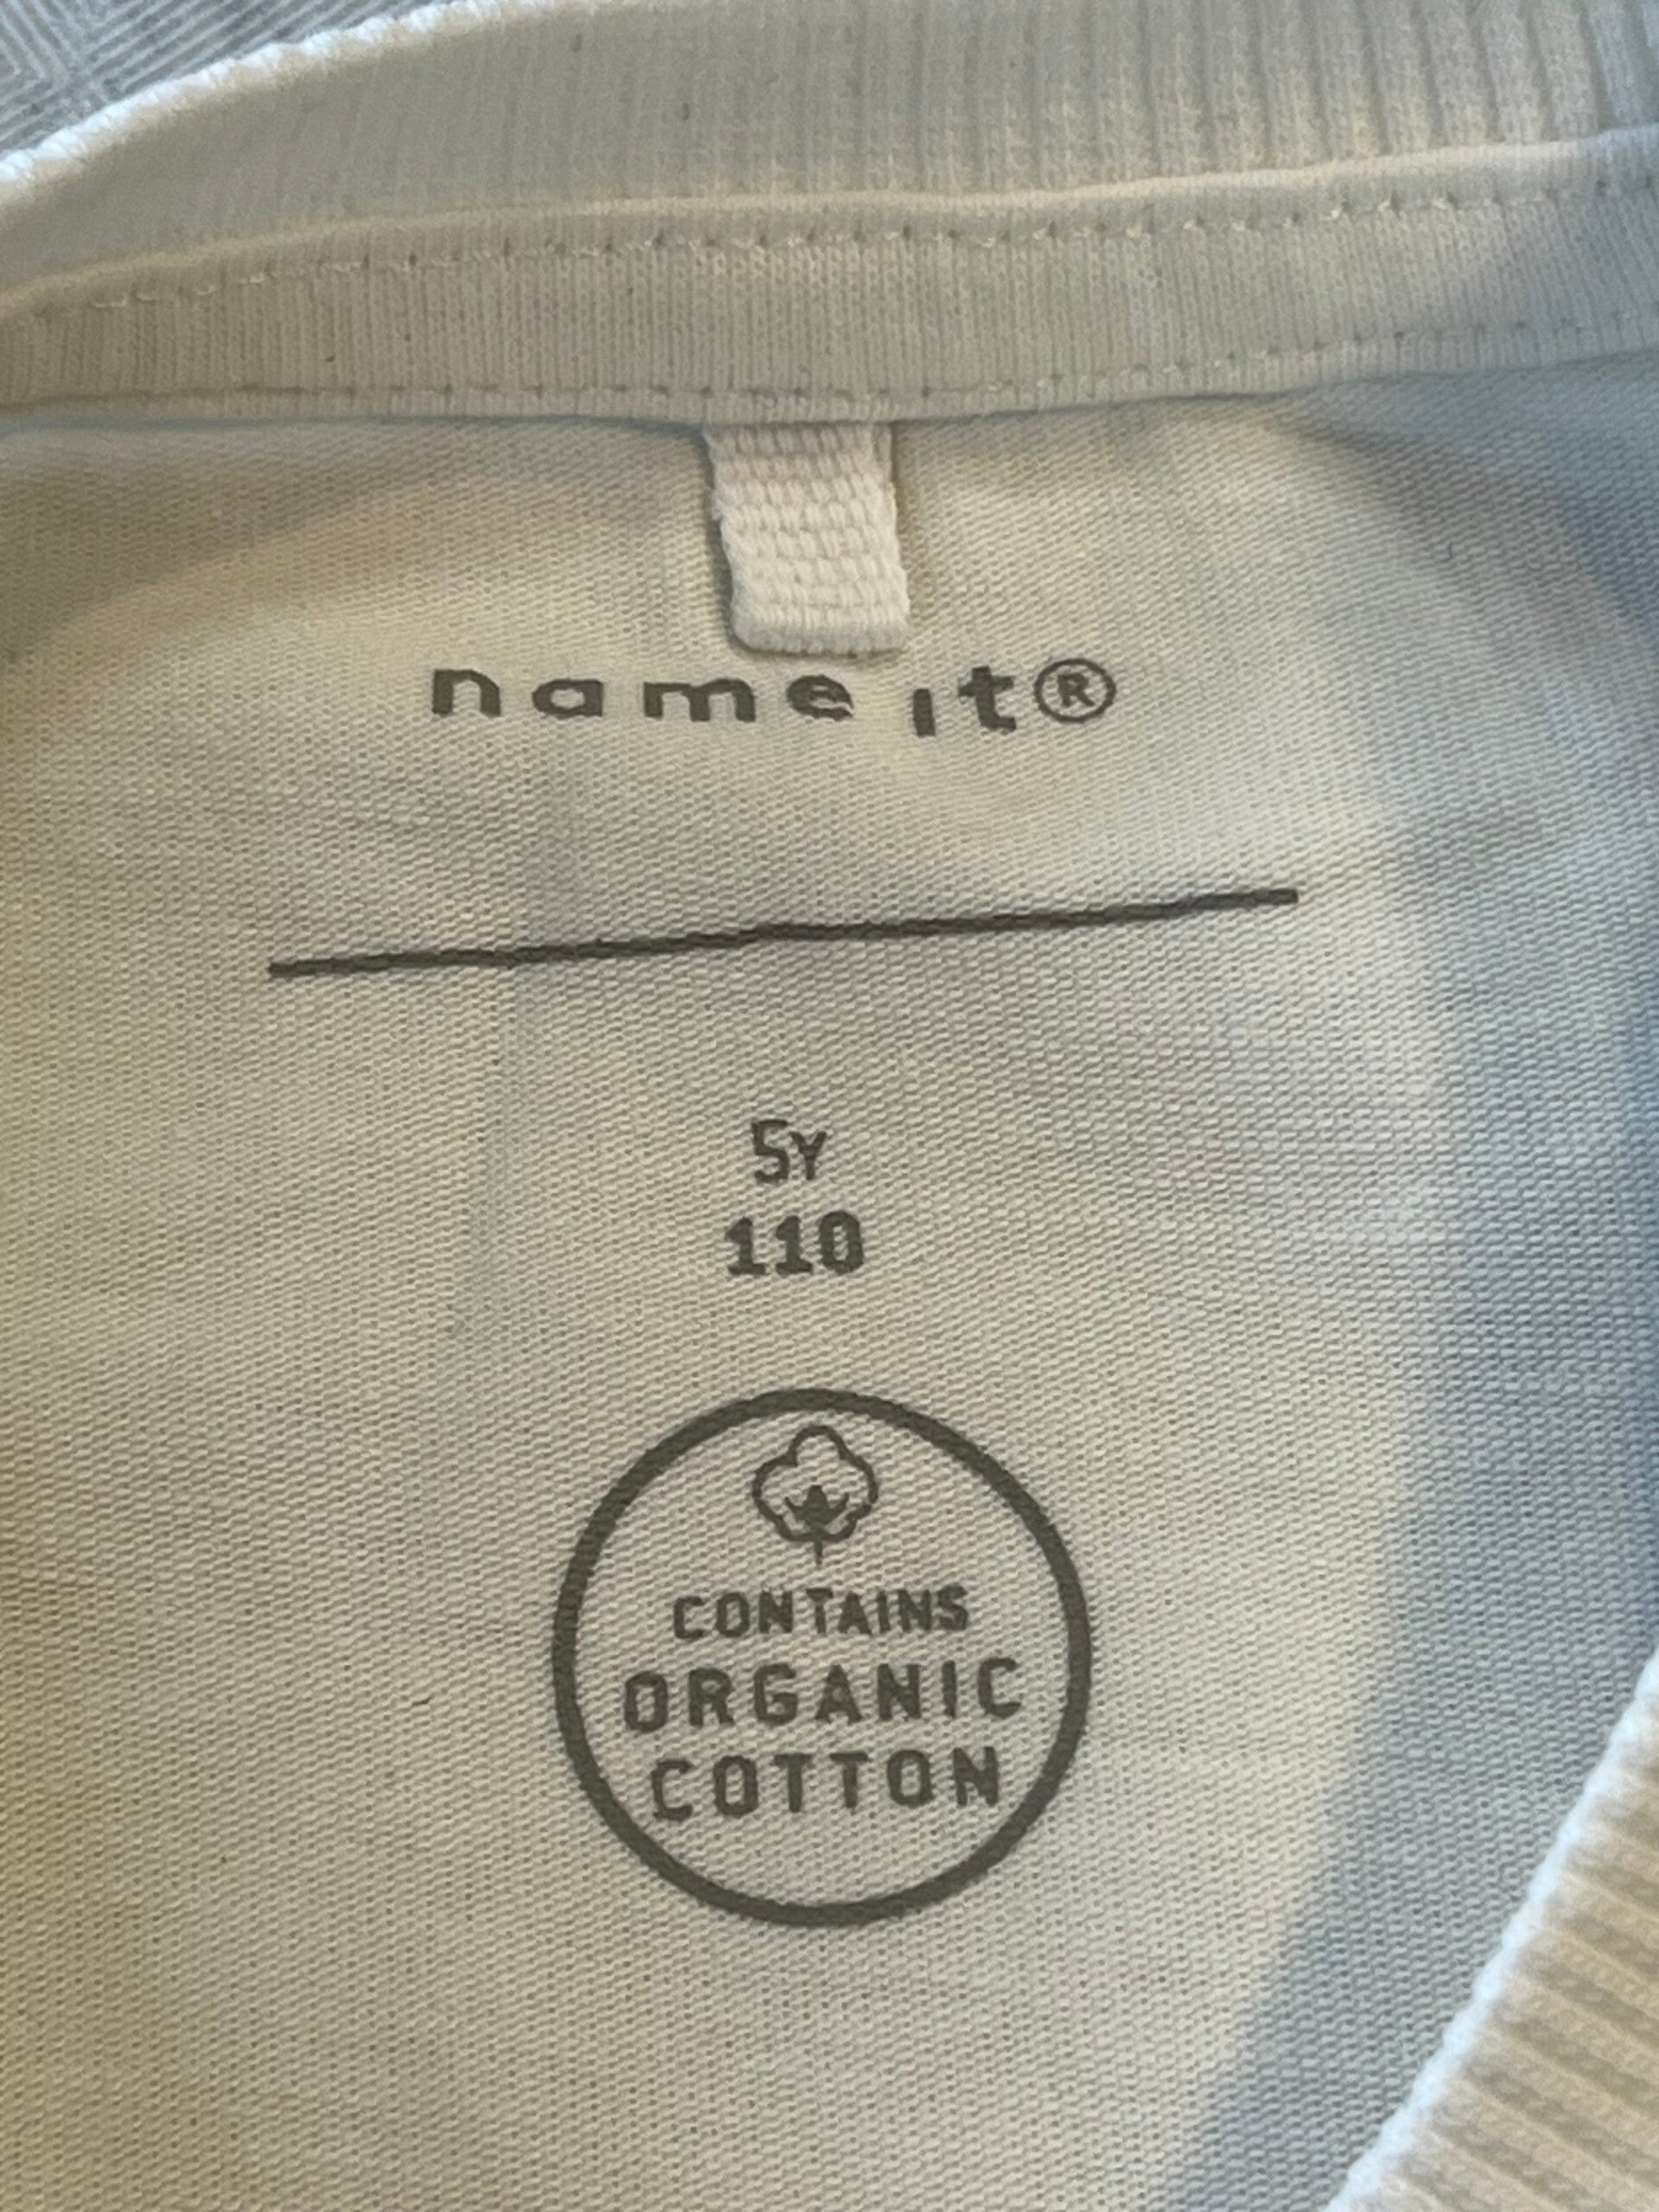 name it®
5Y
110
CONTAINS
ORGANIC
COTTON